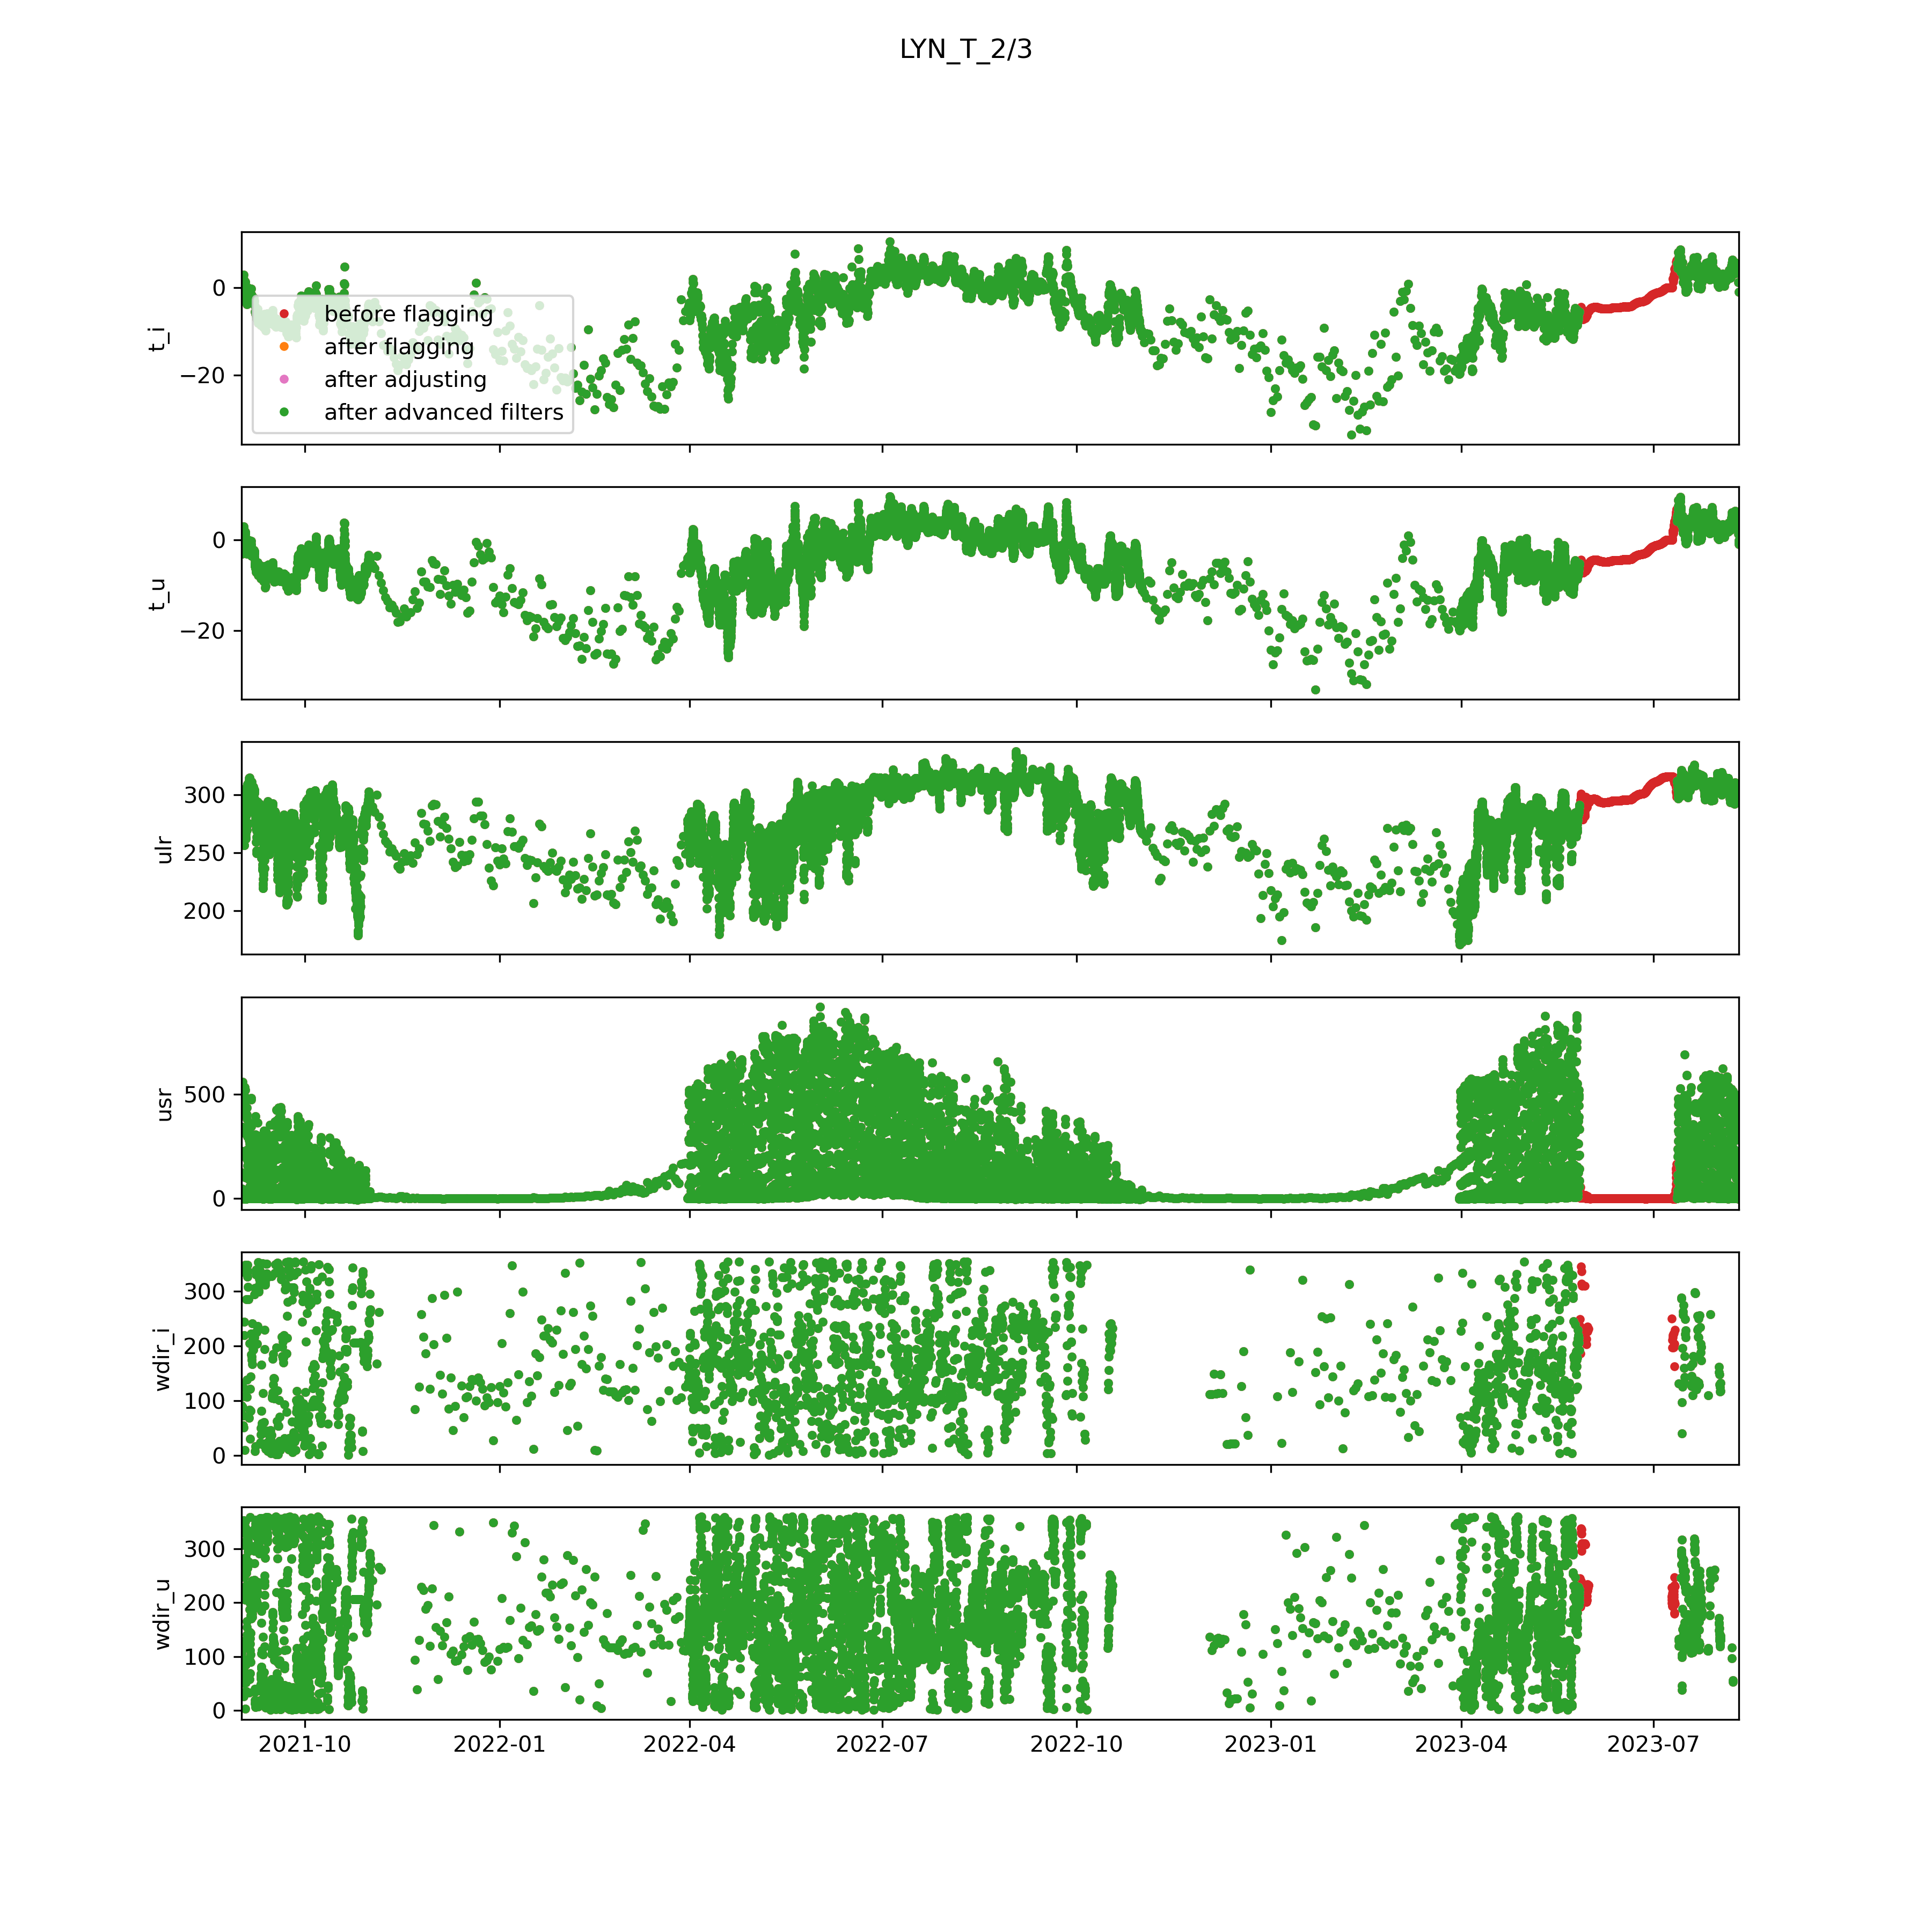 LYN_T_2/3
t_i
0
−20
before flagging
after flagging
after adjusting
after advanced filters
t_u
0
−20
ulr
300
250
200
usr
500
0
wdir_i
300
200
100
0
wdir_u
300
200
100
0
2021-10 2022-01 2022-04 2022-07 2022-10 2023-01 2023-04 2023-07